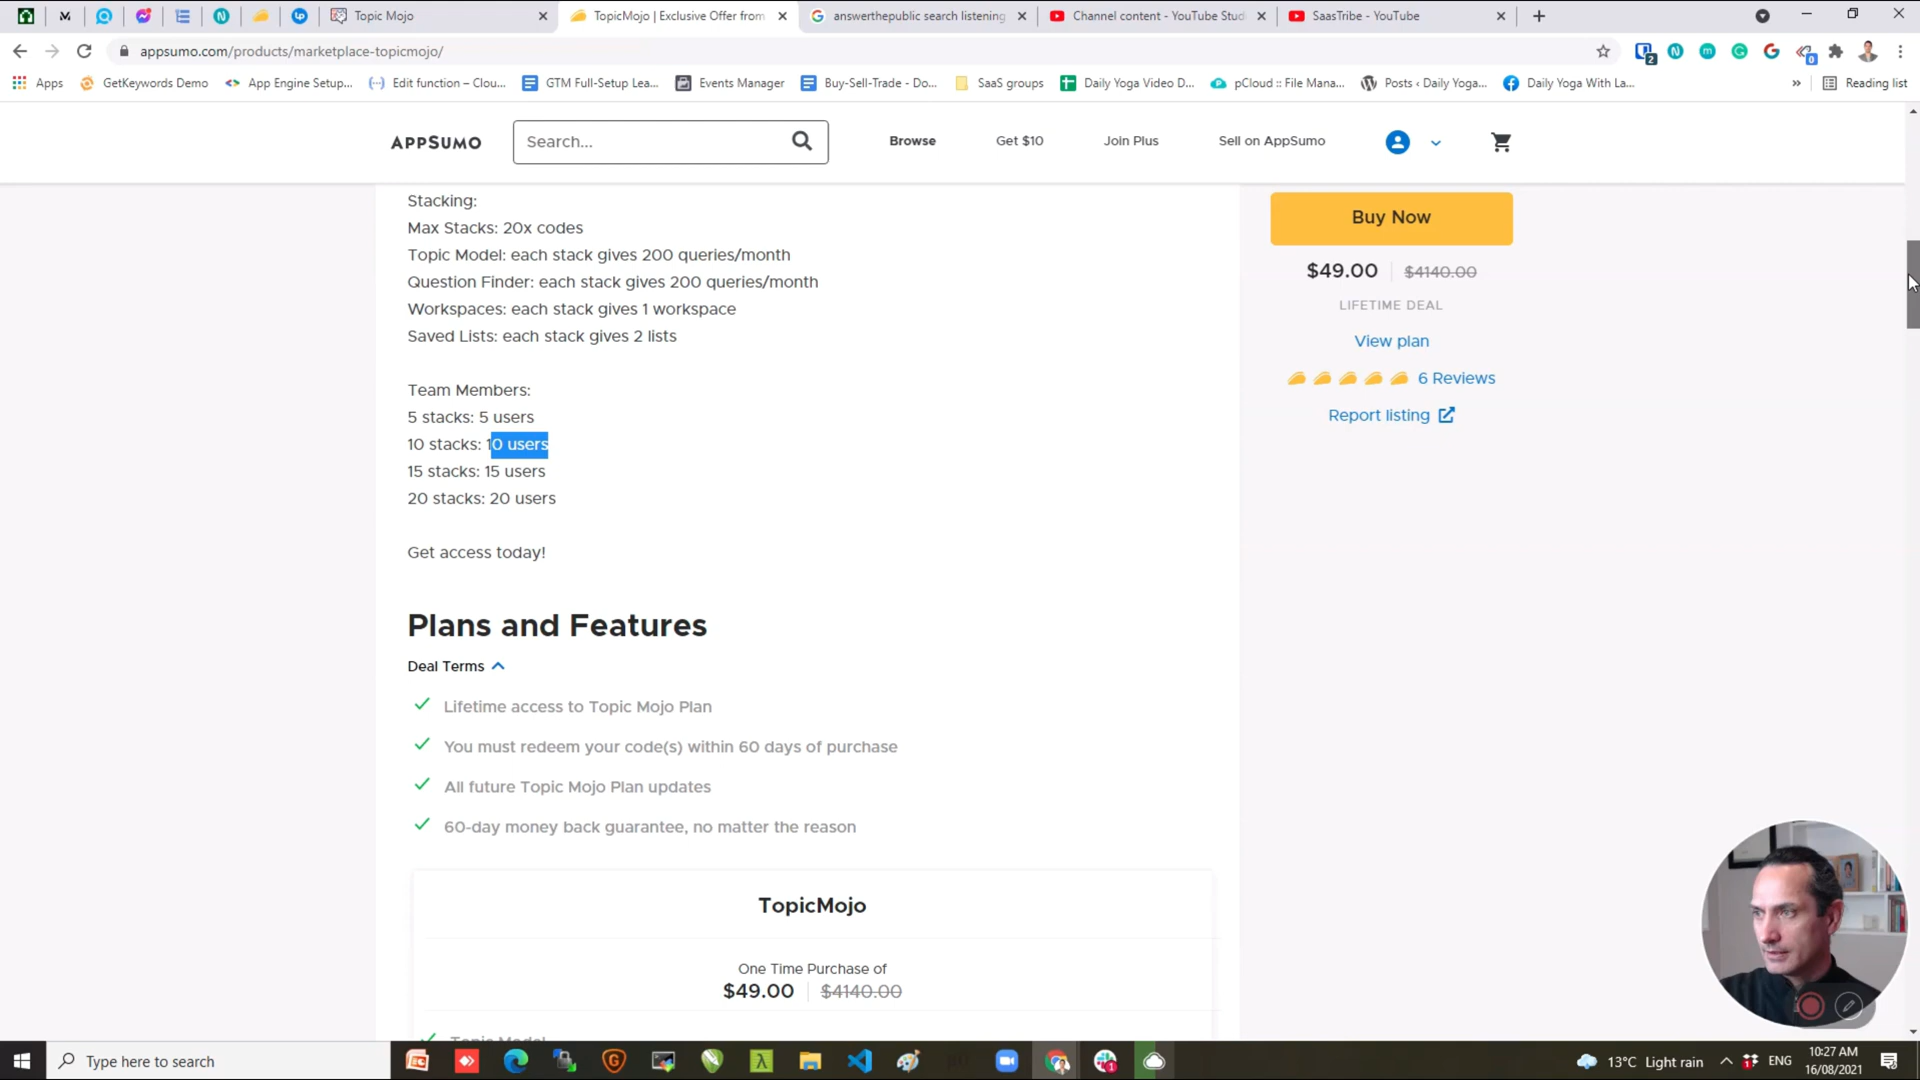 Topic Mojo
TopicMojo | Exclusive Offer from
answerthepublic search listening
Channel content - YouTube Stud
SaasTribe - YouTube
appsumo.com/products/marketplace-topicmojo/
2
0
Apps
GetKeywords Demo
App Engine Setup...
Edit function – Clou...
GTM Full-Setup Lea...
Events Manager
Buy-Sell-Trade - Do...
SaaS groups
Daily Yoga Video D...
pCloud :: File Mana...
Posts ‹ Daily Yoga...
Daily Yoga With La...
»
Reading list
APPSUMO
Search...
Browse
Get $10
Join Plus
Sell on AppSumo
Stacking:
Max Stacks: 20x codes
Topic Model: each stack gives 200 queries/month
Question Finder: each stack gives 200 queries/month
Workspaces: each stack gives 1 workspace
Saved Lists: each stack gives 2 lists
Team Members:
5 stacks: 5 users
10 stacks: 10 users
15 stacks: 15 users
20 stacks: 20 users
Get access today!
Buy Now
$49.00 $4140.00
LIFETIME DEAL
View plan
6 Reviews
Report listing
Plans and Features
Deal Terms
Lifetime access to Topic Mojo Plan
You must redeem your code(s) within 60 days of purchase
All future Topic Mojo Plan updates
60-day money back guarantee, no matter the reason
TopicMojo
One Time Purchase of
$49.00 $4140.00
Topic Model
Type here to search
13°C Light rain
ENG
10:27 AM
16/08/2021